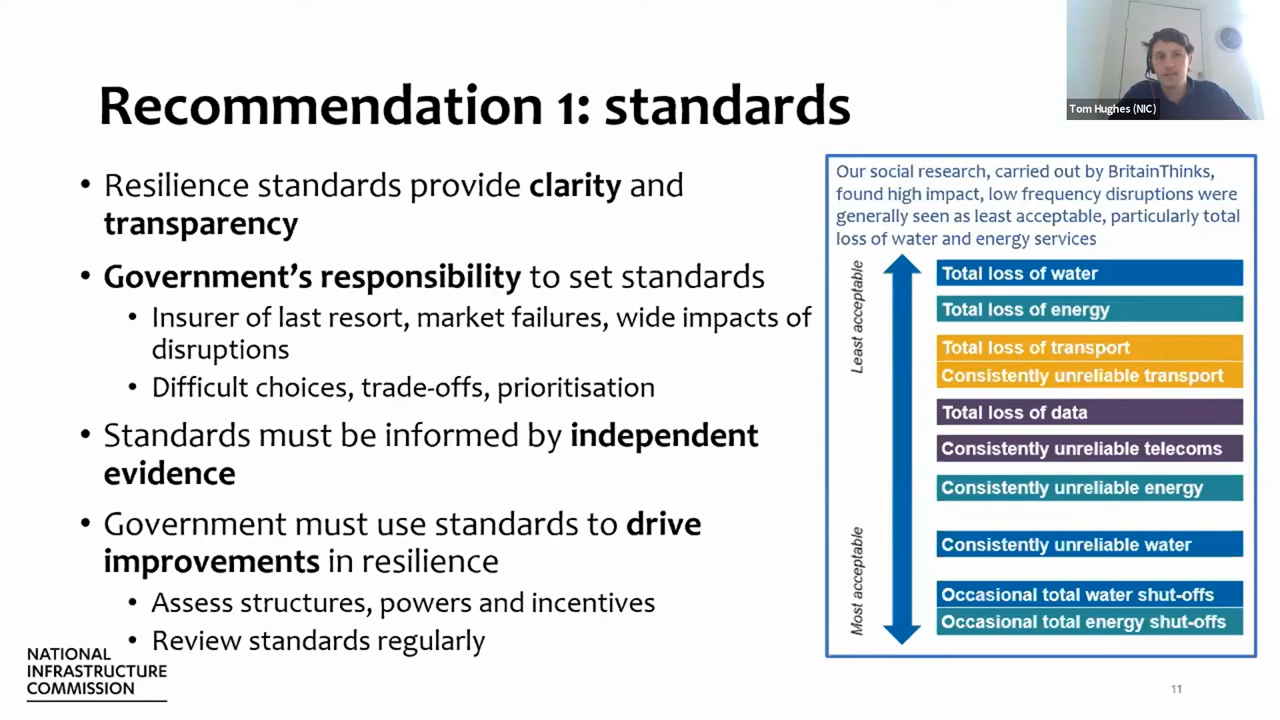 Tom Hughes (NIC)
Recommendation 1: standards
• Resilience standards provide clarity and
transparency
• Government's responsibility to set standards
• Insurer of last resort, market failures, wide impacts of
disruptions
• Difficult choices, trade-offs, prioritisation
• Standards must be informed by independent
evidence
• Government must use standards to drive
improvements in resilience
• Assess structures, powers and incentives
• Review standards regularly
Our social research, carried out by BritainThinks,
found high impact, low frequency disruptions were
generally seen as least acceptable, particularly total
loss of water and energy services
Least acceptable
Most acceptable
Total loss of water
Total loss of energy
Total loss of transport
Consistently unreliable transport
Total loss of data
Consistently unreliable telecoms
Consistently unreliable energy
Consistently unreliable water
Occasional total water shut-offs
Occasional total energy shut-offs
NATIONAL
INFRASTRUCTURE
COMMISSION
11